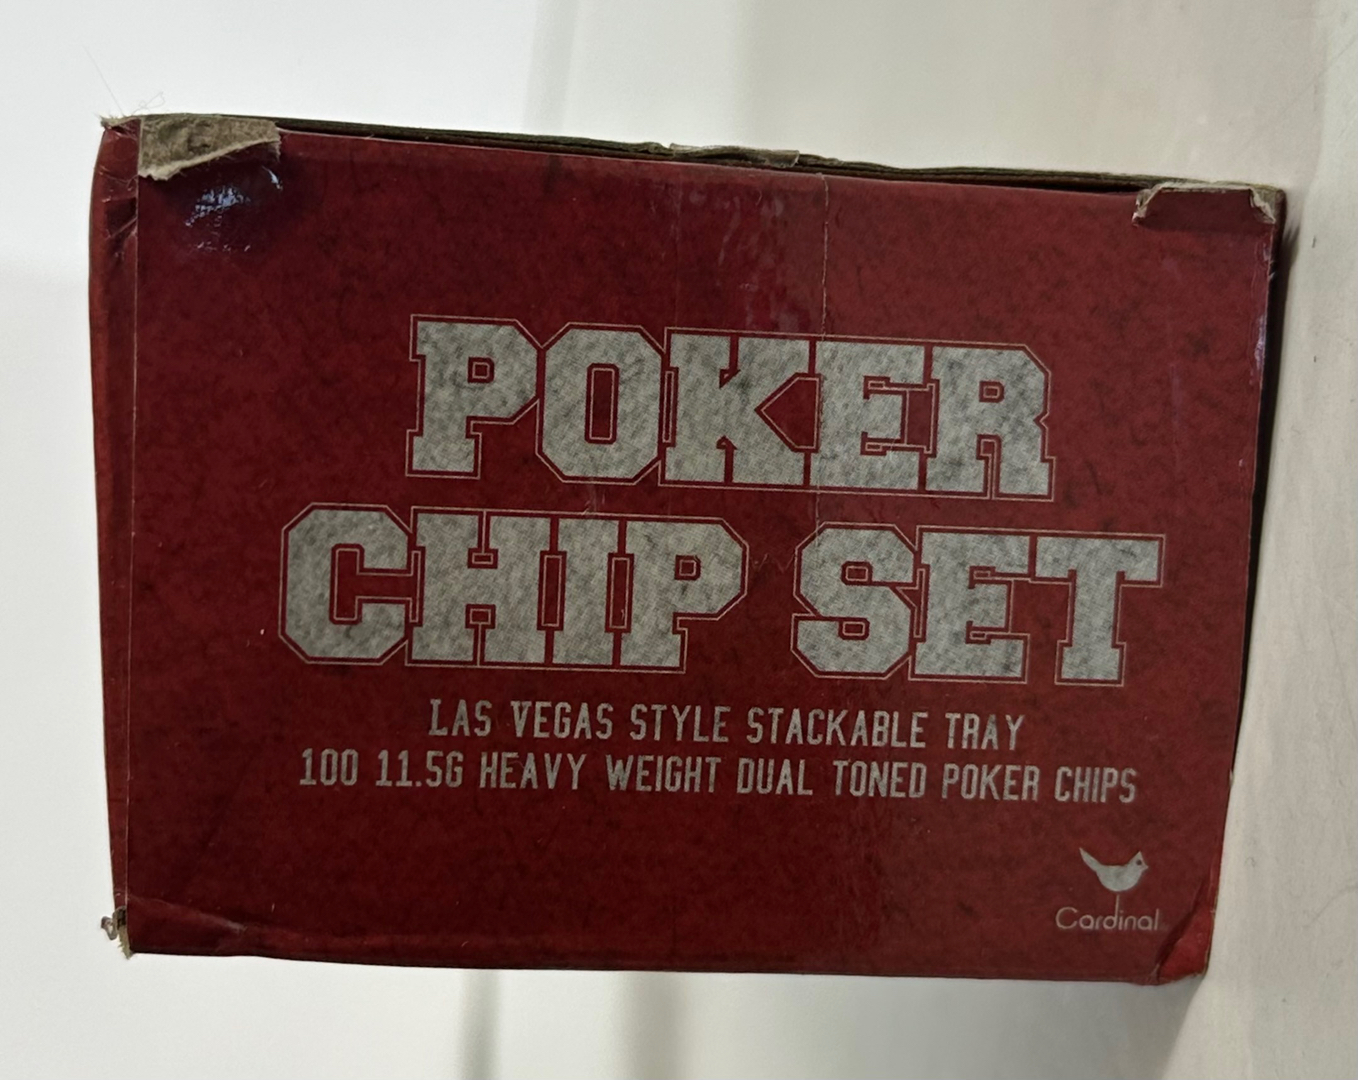 POKER
CHIP SET
LAS VEGAS STYLE STACKABLE TRAY
100 11.5G HEAVY WEIGHT DUAL TONED POKER CHIPS
Cardinal